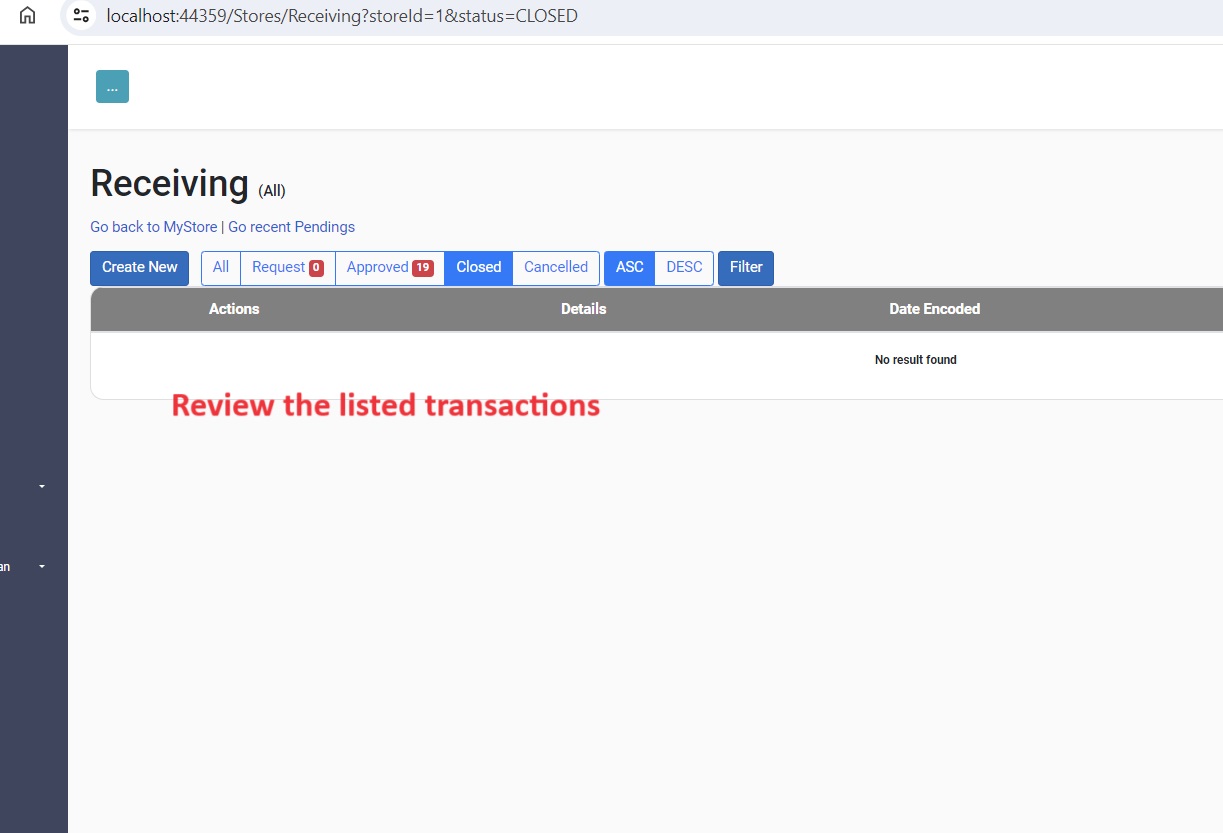 localhost:44359/Stores/Receiving?storeId=1&status=CLOSED
...
Receiving (All)
Go back to MyStore | Go recent Pendings
Create New All Request 0 Approved 19 Closed Cancelled ASC DESC Filter
Actions Details Date Encoded
No result found
Review the listed transactions
an